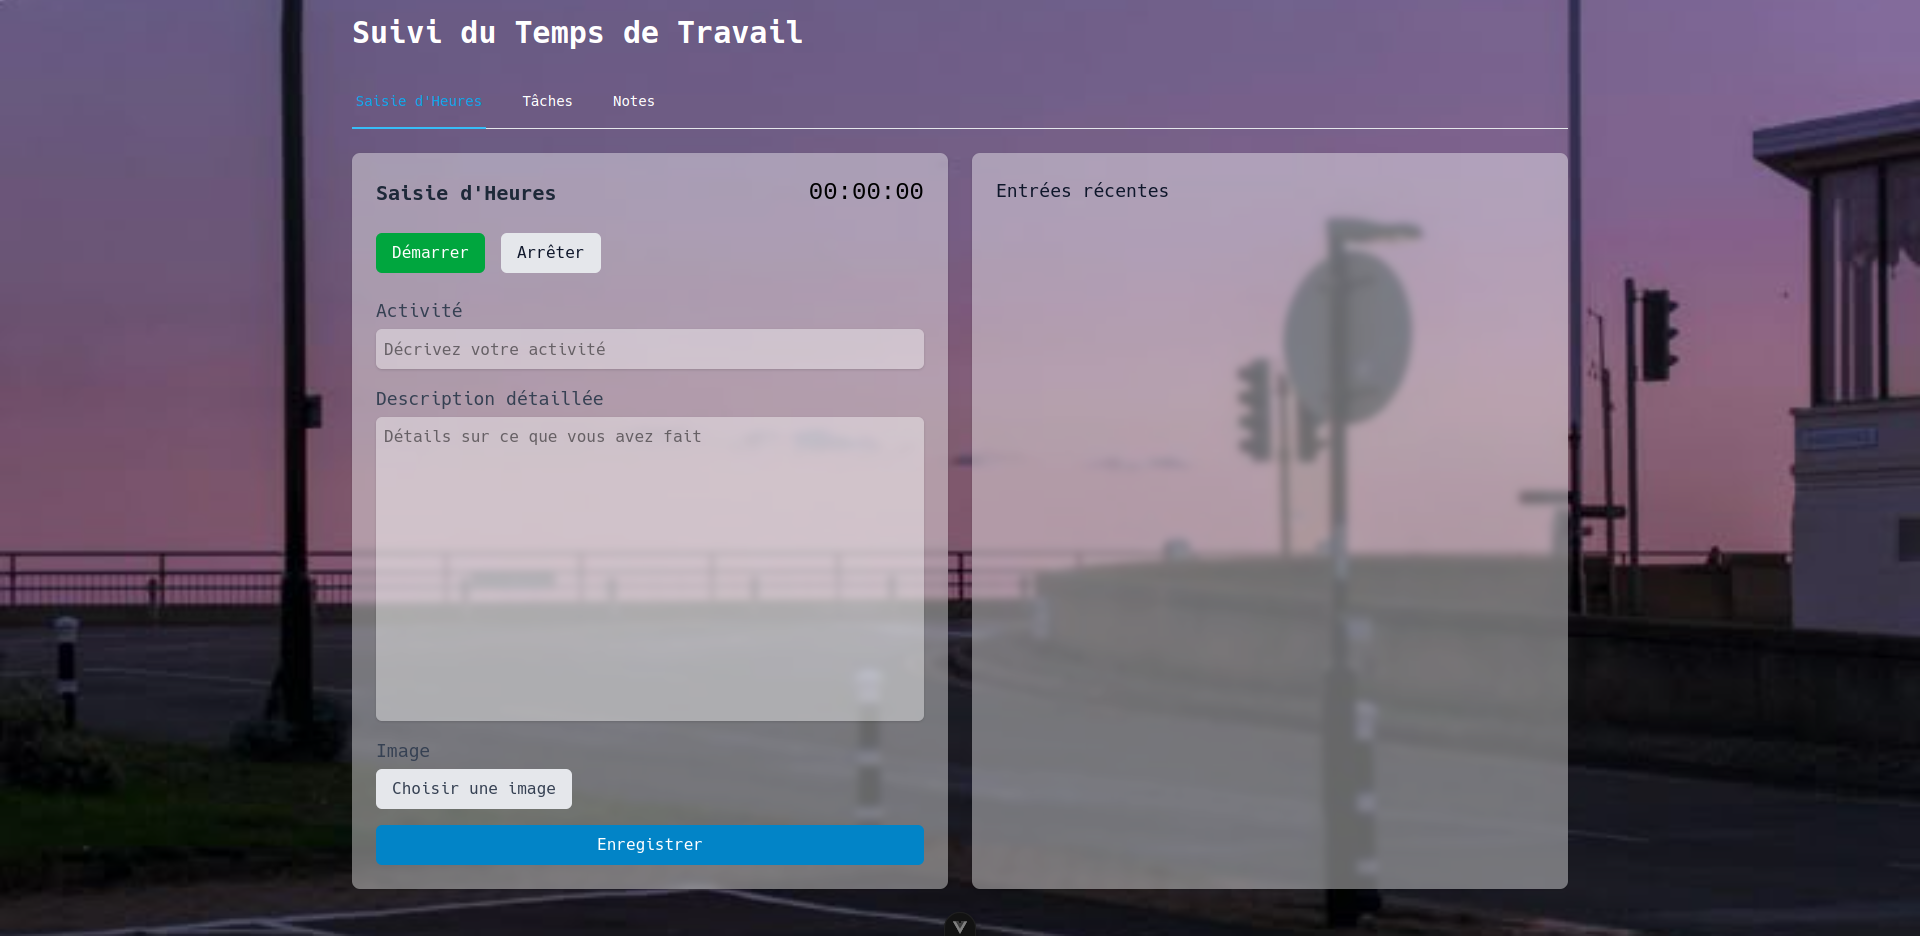 Suivi du Temps de Travail
Saisie d'Heures
Tâches
Notes
Saisie d'Heures
00:00:00
Démarrer
Arrêter
Activité
Décrivez votre activité
Description détaillée
Détails sur ce que vous avez fait
Image
Choisir une image
Enregistrer
Entrées récentes